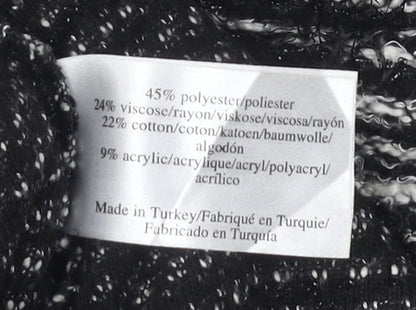 45% polyester/poliester
24% viscose/rayon/viskose/viscosa/rayón
22% cotton/coton/katoen/baumwolle/
algodón
9% acrylic/acrylique/acryl/polyacryl/
acrílico
Made in Turkey/Fabriqué en Turquie/
Fabricado en Turquía